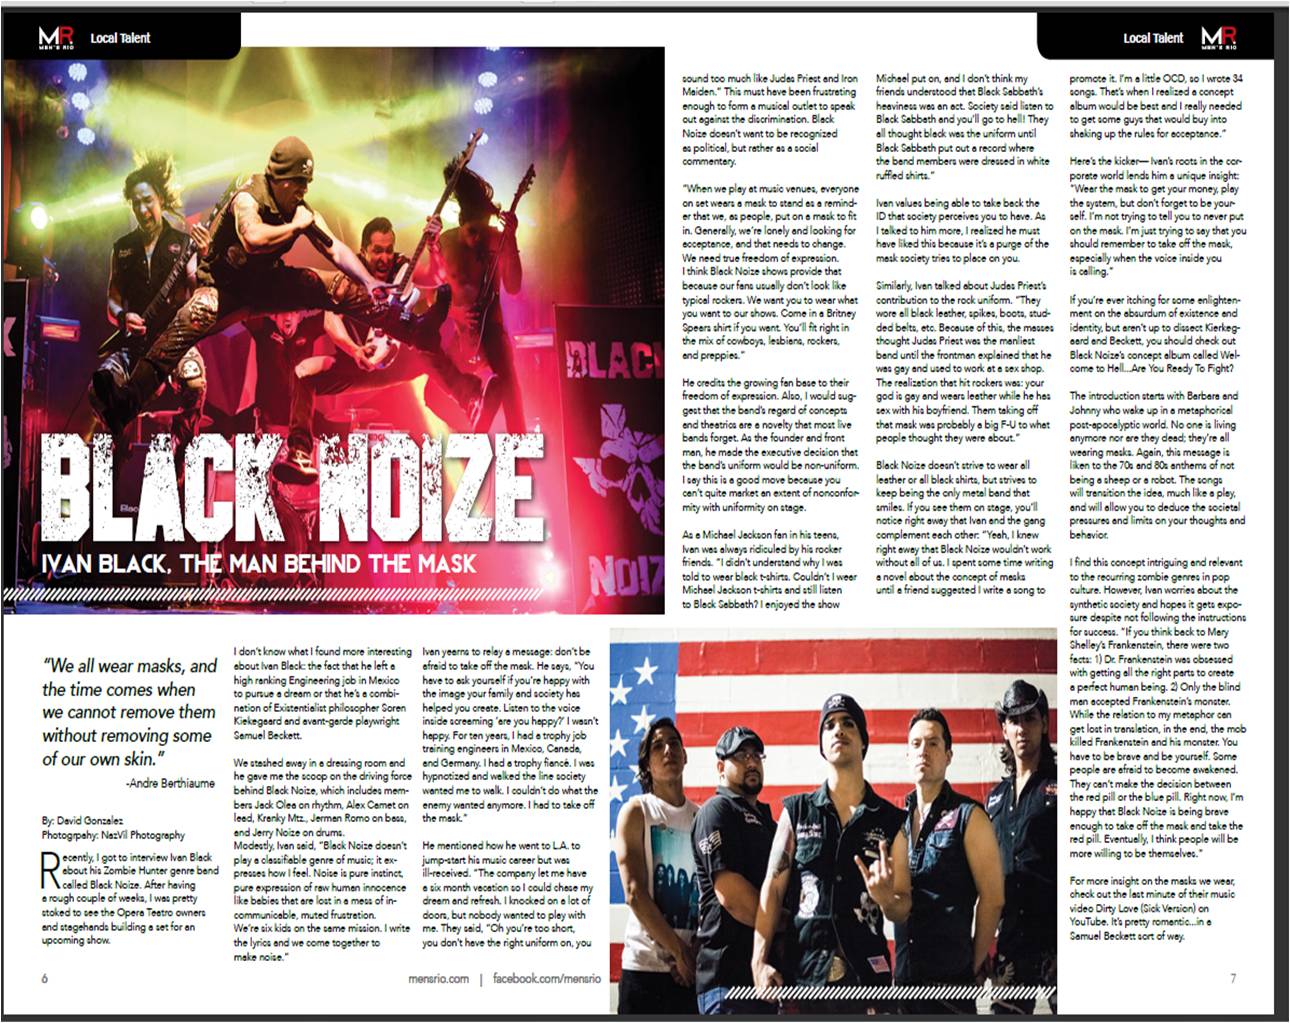 MR
MEN'S RIO
Local Talent
Local Talent
MR
MEN'S RIO
BLACK
NOIZ
BLACK NOIZE
IVAN BLACK, THE MAN BEHIND THE MASK
"We all wear masks, and
the time comes when
we cannot remove them
without removing some
of our own skin."
-Andre Berthiaume
By: David Gonzalez
Photogrpahy: NazVil Photography
Recently, I got to interview Ivan Black
about his Zombie Hunter genre band
called Black Noize. After having
a rough couple of weeks, I was pretty
stoked to see the Opera Teatro owners
and stagehands building a set for an
upcoming show.
I don't know what I found more interesting
about Ivan Black: the fact that he left a
high ranking Engineering job in Mexico
to pursue a dream or that he's a combi-
nation of Existentialist philosopher Soren
Kiekegaard and avant-garde playwright
Samuel Beckett.
We stashed away in a dressing room and
he gave me the scoop on the driving force
behind Black Noize, which includes mem-
bers Jack Olea on rhythm, Alex Camet on
lead, Kranky Mtz., Jerman Romo on bass,
and Jerry Noize on drums.
Modestly, Ivan said, "Black Noize doesn't
play a classifiable genre of music; it ex-
presses how I feel. Noize is pure instinct,
pure expression of raw human innocence
like babies that are lost in a mess of in-
communicable, muted frustration.
We're six kids on the same mission. I write
the lyrics and we come together to
make noise."
Ivan yearns to relay a message: don't be
afraid to take off the mask. He says, "You
have to ask yourself if you're happy with
the image your family and society has
helped you create. Listen to the voice
inside screaming 'are you happy?' I wasn't
happy. For ten years, I had a trophy job
training engineers in Mexico, Canada,
and Germany. I had a trophy fiancé. I was
hypnotized and walked the line society
wanted me to walk. I couldn't do what the
enemy wanted anymore. I had to take off
the mask."
He mentioned how he went to L.A. to
jump-start his music career but was
ill-received. "The company let me have
a six month vacation so I could chase my
dream and refresh. I knocked on a lot of
doors, but nobody wanted to play with
me. They said, "Oh you're too short,
you don't have the right uniform on, you
sound too much like Judas Priest and Iron
Maiden." This must have been frustrating
enough to form a musical outlet to speak
out against the discrimination. Black
Noize doesn't want to be recognized
as political, but rather as a social
commentary.
"When we play at music venues, everyone
on set wears a mask to stand as a remind-
er that we, as people, put on a mask to fit
in. Generally, we're lonely and looking for
acceptance, and that needs to change.
We need true freedom of expression.
I think Black Noize shows provide that
because our fans usually don't look like
typical rockers. We want you to wear what
you want to our shows. Come in a Britney
Spears shirt if you want. You'll fit right in
the mix of cowboys, lesbians, rockers,
and preppies."
He credits the growing fan base to their
freedom of expression. Also, I would sug-
gest that the band's regard of concepts
and theatrics are a novelty that most live
bands forget. As the founder and front
man, he made the executive decision that
the band's uniform would be non-uniform.
I say this is a good move because you
can't quite market an extent of nonconfor-
mity with uniformity on stage.
As a Michael Jackson fan in his teens,
Ivan was always ridiculed by his rocker
friends. "I didn't understand why I was
told to wear black t-shirts. Couldn't I wear
Michael Jackson t-shirts and still listen
to Black Sabbath? I enjoyed the show
Michael put on, and I don't think my
friends understood that Black Sabbath's
heaviness was an act. Society said listen to
Black Sabbath and you'll go to hell! They
all thought black was the uniform until
Black Sabbath put out a record where
the band members were dressed in white
ruffled shirts."
Ivan values being able to take back the
ID that society perceives you to have. As
I talked to him more, I realized he must
have liked this because it's a purge of the
mask society tries to place on you.
Similarly, Ivan talked about Judas Priest's
contribution to the rock uniform. "They
wore all black leather, spikes, boots, stud-
ded belts, etc. Because of this, the masses
thought Judas Priest was the manliest
band until the frontman explained that he
was gay and used to work at a sex shop.
The realization that hit rockers was: your
god is gay and wears leather while he has
sex with his boyfriend. Them taking off
that mask was probably a big F-U to what
people thought they were about."
Black Noize doesn't strive to wear all
leather or all black shirts, but strives to
keep being the only metal band that
smiles. If you see them on stage, you'll
notice right away that Ivan and the gang
complement each other: "Yeah, I knew
right away that Black Noize wouldn't work
without all of us. I spent some time writing
a novel about the concept of masks
until a friend suggested I write a song to
promote it. I'm a little OCD, so I wrote 34
songs. That's when I realized a concept
album would be best and I really needed
to get some guys that would buy into
shaking up the rules for acceptance."
Here's the kicker— Ivan's roots in the cor-
porate world lends him a unique insight:
"Wear the mask to get your money, play
the system, but don't forget to be your-
self. I'm not trying to tell you to never put
on the mask. I'm just trying to say that you
should remember to take off the mask,
especially when the voice inside you
is calling."
If you're ever itching for some enlighten-
ment on the absurdum of existence and
identity, but aren't up to dissect Kierkeg-
aard and Beckett, you should check out
Black Noize's concept album called Wel-
come to Hell...Are You Ready To Fight?
The introduction starts with Barbara and
Johnny who wake up in a metaphorical
post-apocalyptic world. No one is living
anymore nor are they dead; they're all
wearing masks. Again, this message is
liken to the 70s and 80s anthems of not
being a sheep or a robot. The songs
will transition the idea, much like a play,
and will allow you to deduce the societal
pressures and limits on your thoughts and
behavior.
I find this concept intriguing and relevant
to the recurring zombie genres in pop
culture. However, Ivan worries about the
synthetic society and hopes it gets expo-
sure despite not following the instructions
for success. "If you think back to Mary
Shelley's Frankenstein, there were two
facts: 1) Dr. Frankenstein was obsessed
with getting all the right parts to create
a perfect human being. 2) Only the blind
man accepted Frankenstein's monster.
While the relation to my metaphor can
get lost in translation, in the end, the mob
killed Frankenstein and his monster. You
have to be brave and be yourself. Some
people are afraid to become awakened.
They can't make the decision between
the red pill or the blue pill. Right now, I'm
happy that Black Noize is being brave
enough to take off the mask and take the
red pill. Eventually, I think people will be
more willing to be themselves."
For more insight on the masks we wear,
check out the last minute of their music
video Dirty Love (Sick Version) on
YouTube. It's pretty romantic...in a
Samuel Beckett sort of way.
6
mensrio.com | facebook.com/mensrio
7